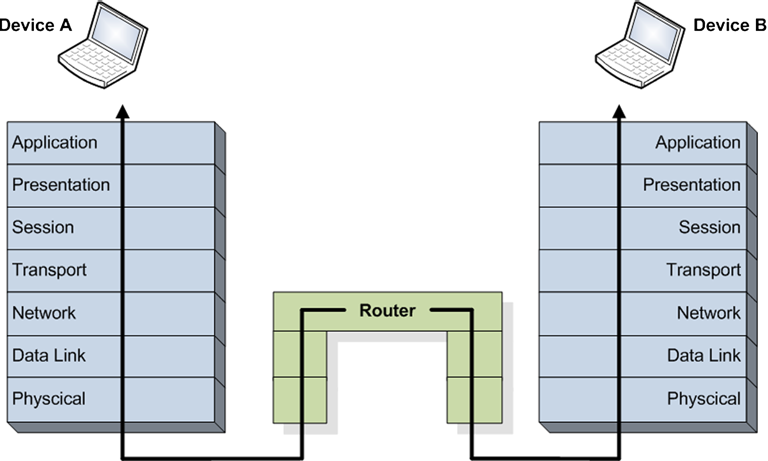 Device A
Device B
Application
Presentation
Session
Transport
Network
Data Link
Physcical
Router
Application
Presentation
Session
Transport
Network
Data Link
Physcical